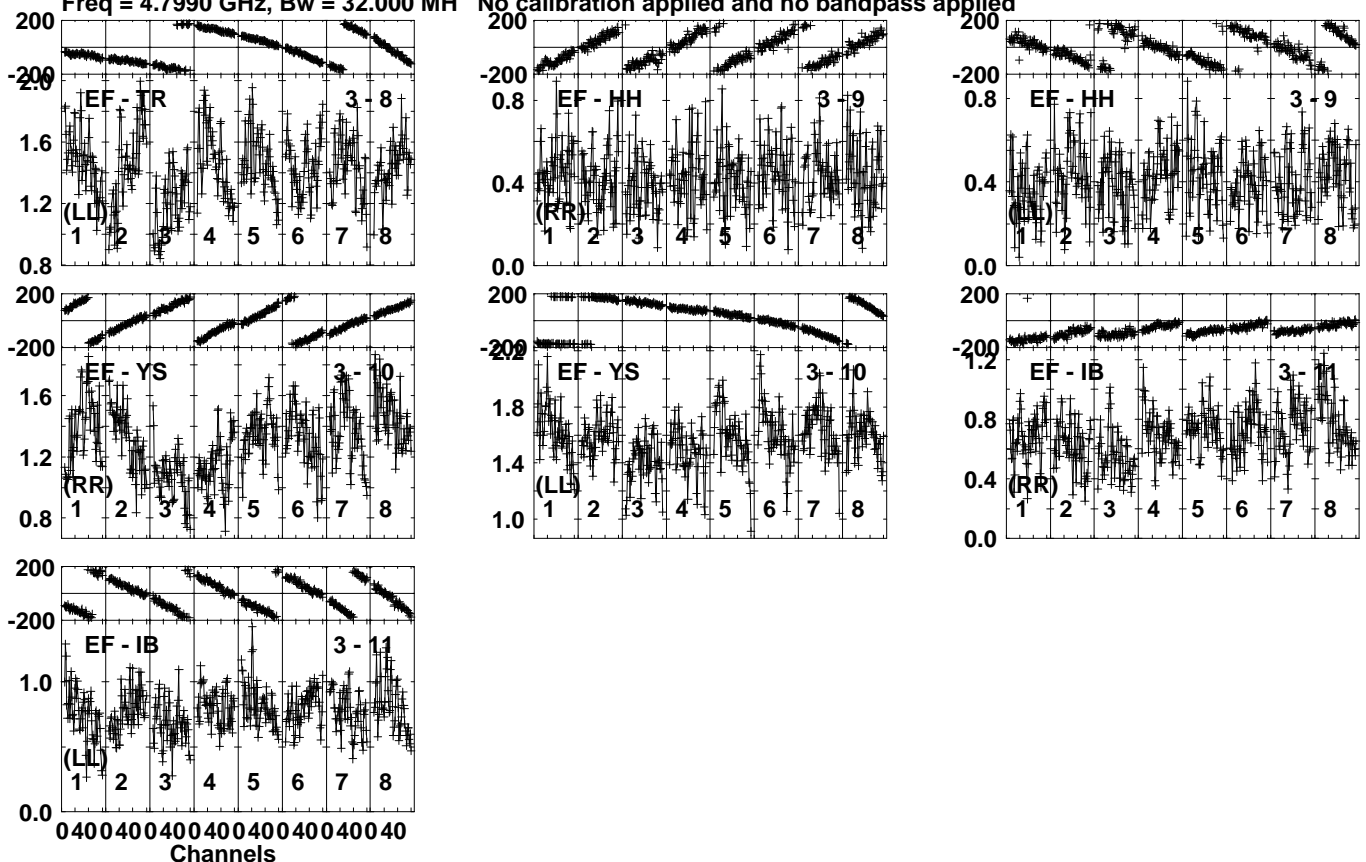 Freq = 4.7990 GHz, Bw = 32.000 MH No calibration applied and no bandpass applied
200 200 200
-200 -200 -200
2.0
EF - TR 3 - 8 EF - HH 3 - 9 EF - HH 3 - 9
0.8 0.8
1.6
0.4 0.4
1.2
(LL) (RR) (LL)
1 2 3 4 5 6 7 8 1 2 3 4 5 6 7 8 1 2 3 4 5 6 7 8
0.8 0.0 0.0
200 200 200
-200 -200 -200
2.2 1.2
EF - YS 3 - 10 EF - YS 3 - 10 EF - IB 3 - 11
1.6 1.8 0.8
1.2 1.4 0.4
(RR) (LL) (RR)
1 2 3 4 5 6 7 8 1 2 3 4 5 6 7 8 1 2 3 4 5 6 7 8
0.8 1.0 0.0
200
-200
EF - IB 3 - 11
1.0
(LL)
1 2 3 4 5 6 7 8
0.0
0 40 0 40 0 40 0 40 0 40 0 40 0 40 0 40
Channels